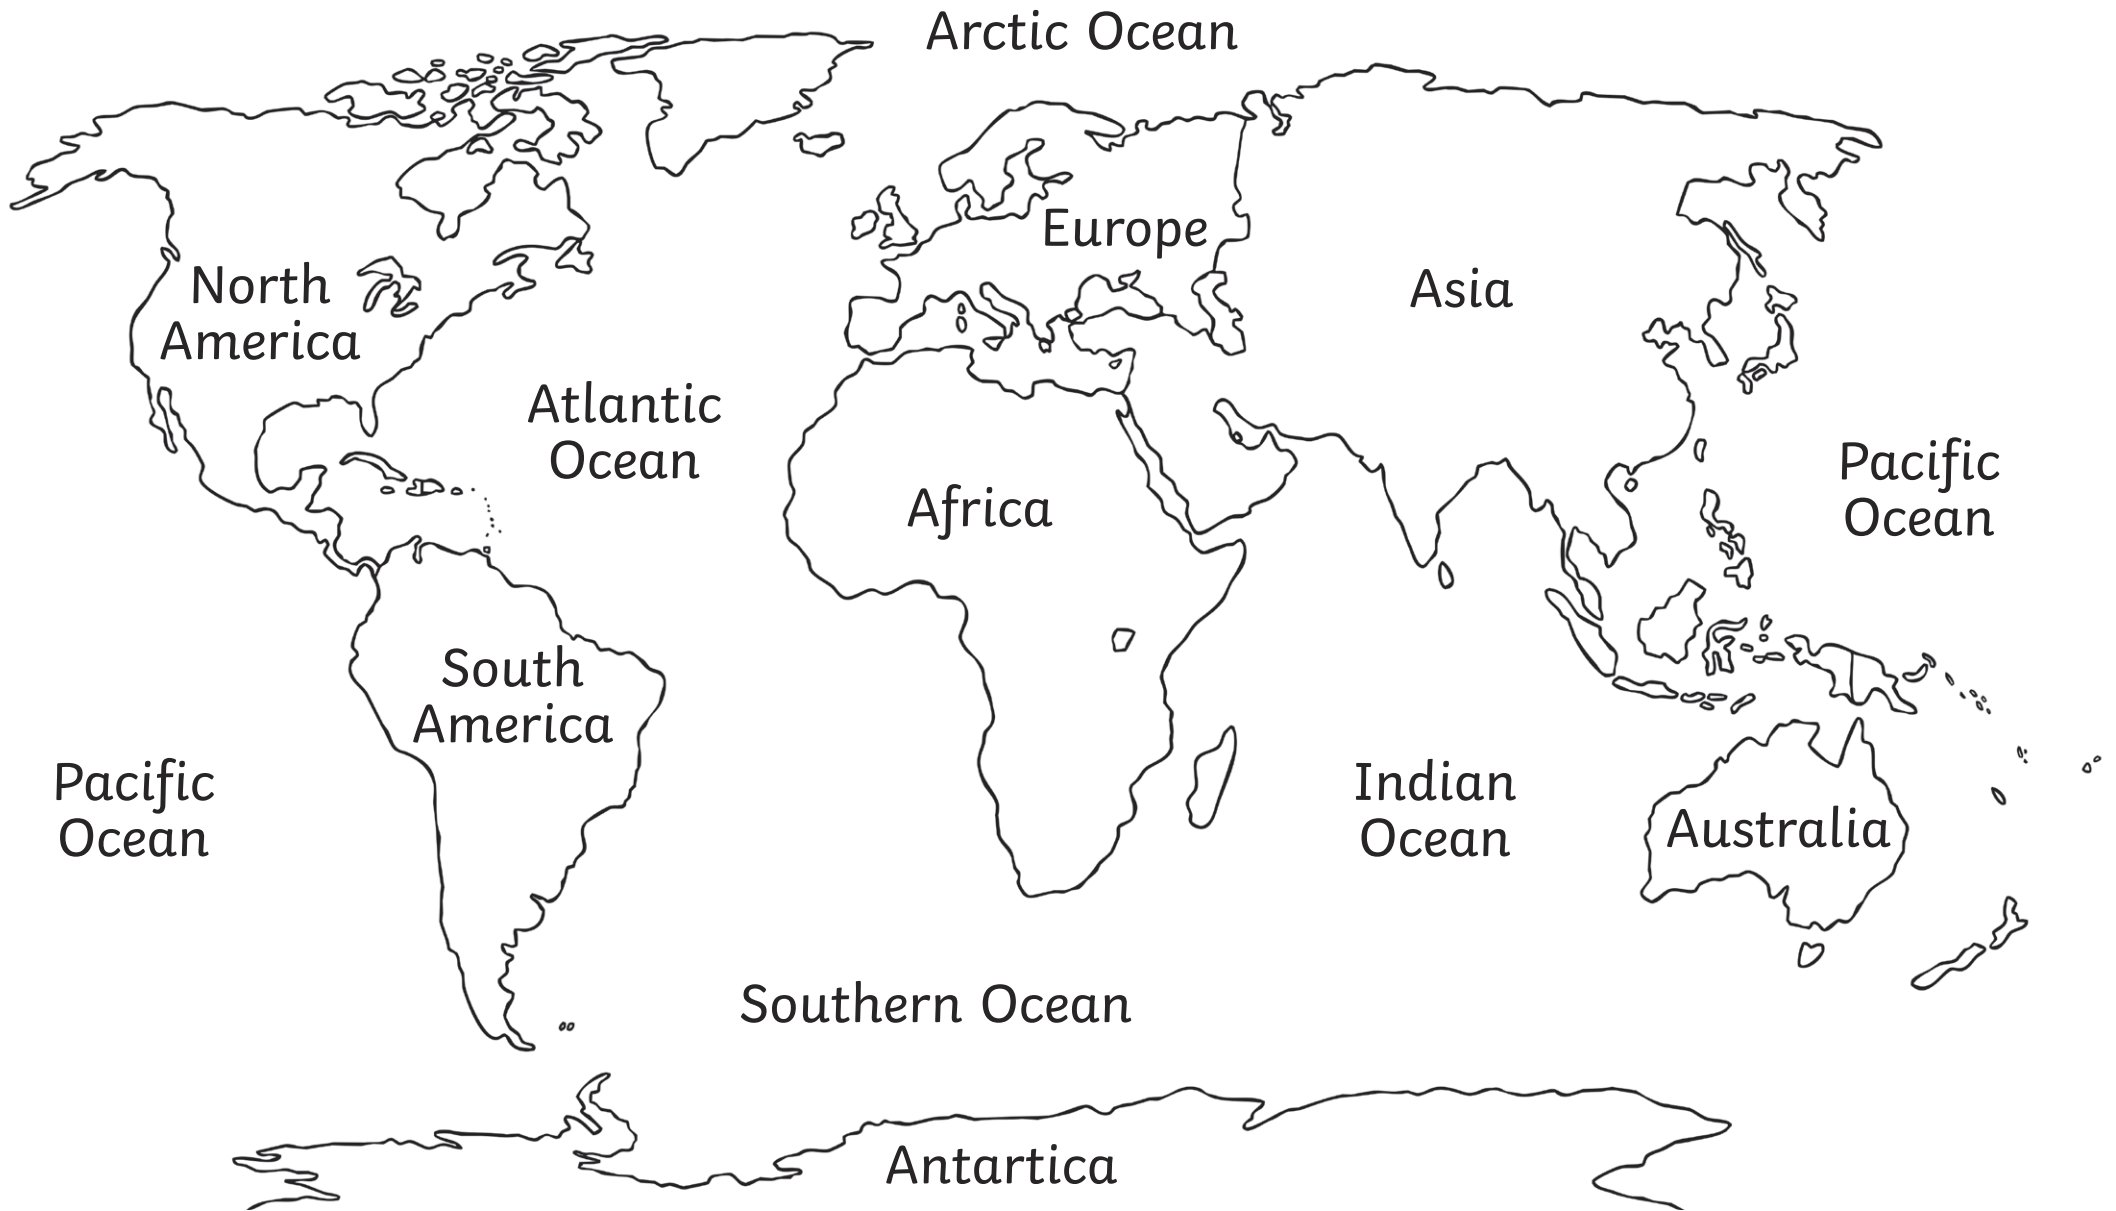 Arctic Ocean
Europe
North
America
Asia
Atlantic
Ocean
Pacific
Ocean
Africa
South
America
Pacific
Ocean
Indian
Ocean
Australia
Southern Ocean
Antartica